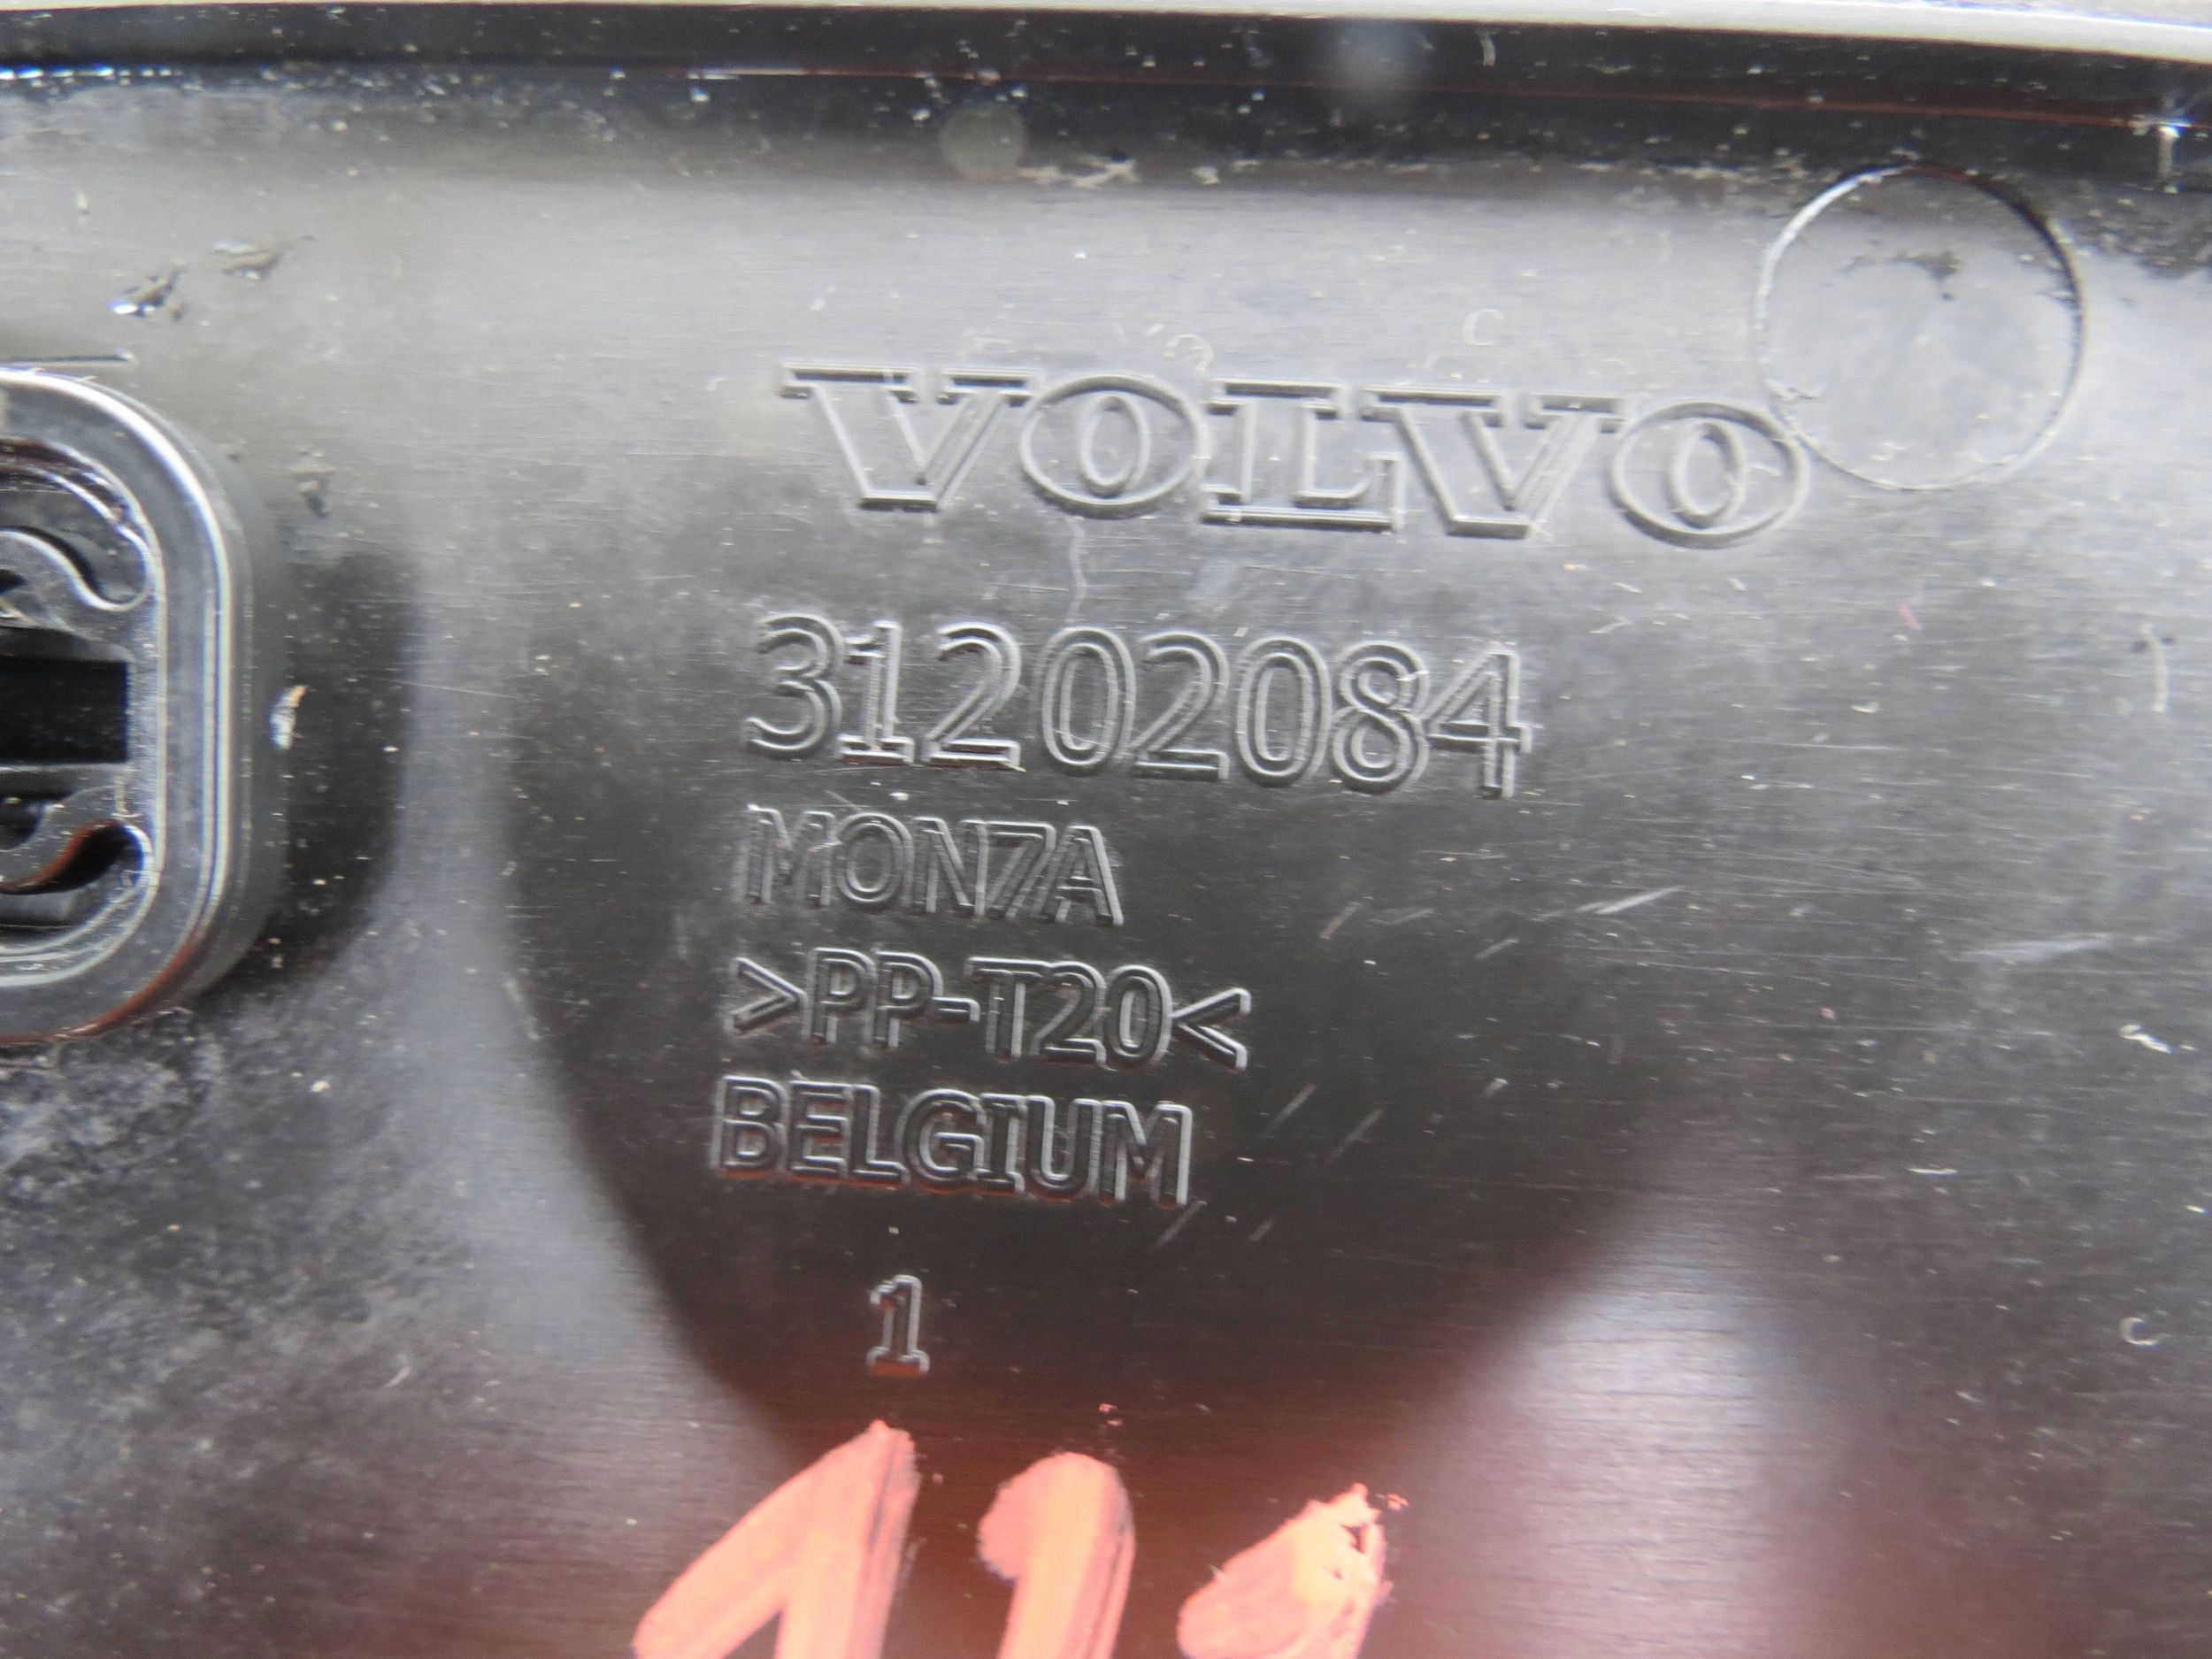 VOLVO
31202084
MON7A
>PP-T20<
BELGIUM
1